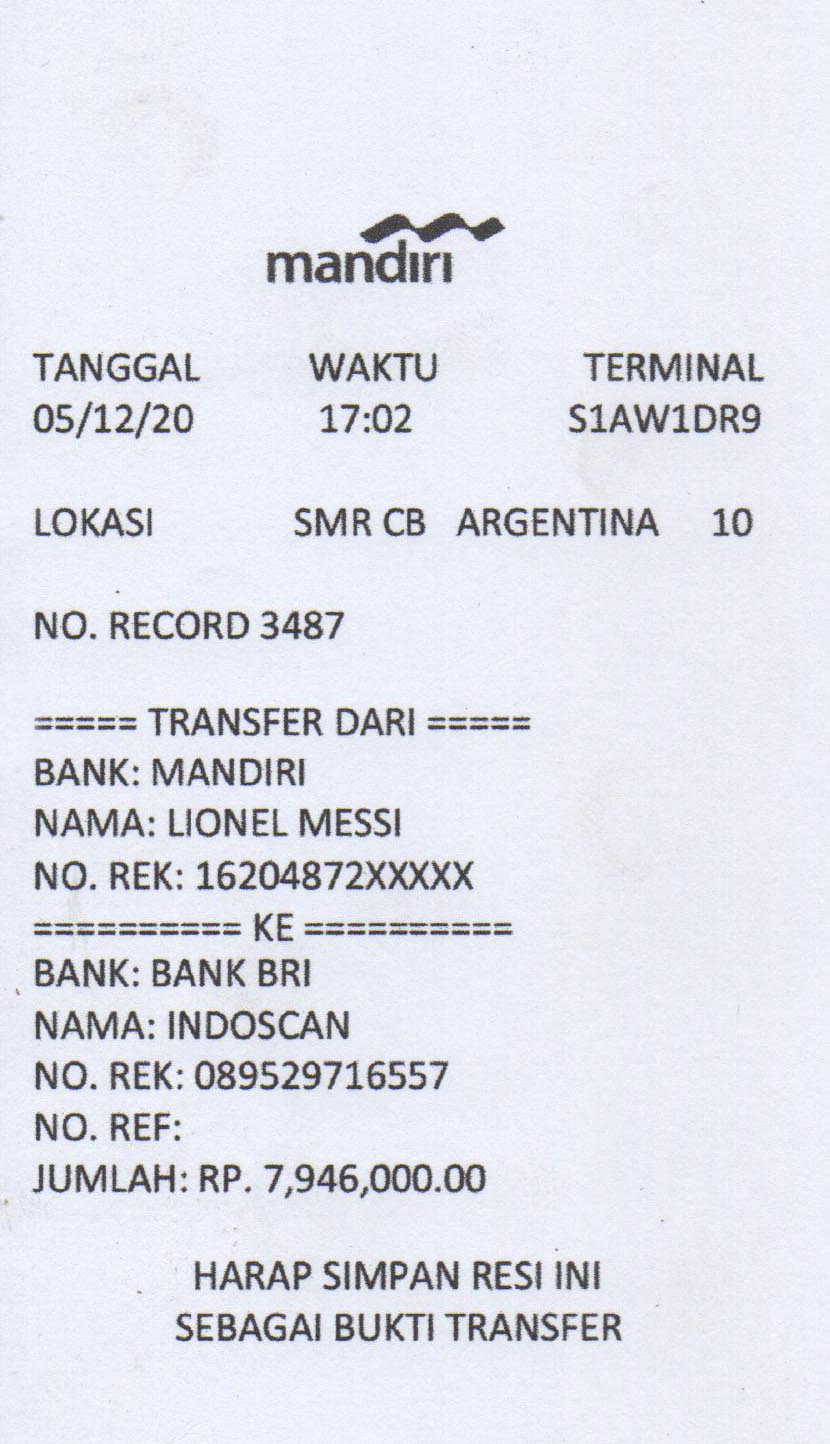 mandiri
TANGGAL WAKTU TERMINAL
05/12/20 17:02 S1AW1DR9
LOKASI SMR CB ARGENTINA 10
NO. RECORD 3487
===== TRANSFER DARI =====
BANK: MANDIRI
NAMA: LIONEL MESSI
NO. REK: 16204872XXXXX
========== KE ==========
BANK: BANK BRI
NAMA: INDOSCAN
NO. REK: 089529716557
NO. REF:
JUMLAH: RP. 7,946,000.00
HARAP SIMPAN RESI INI
SEBAGAI BUKTI TRANSFER